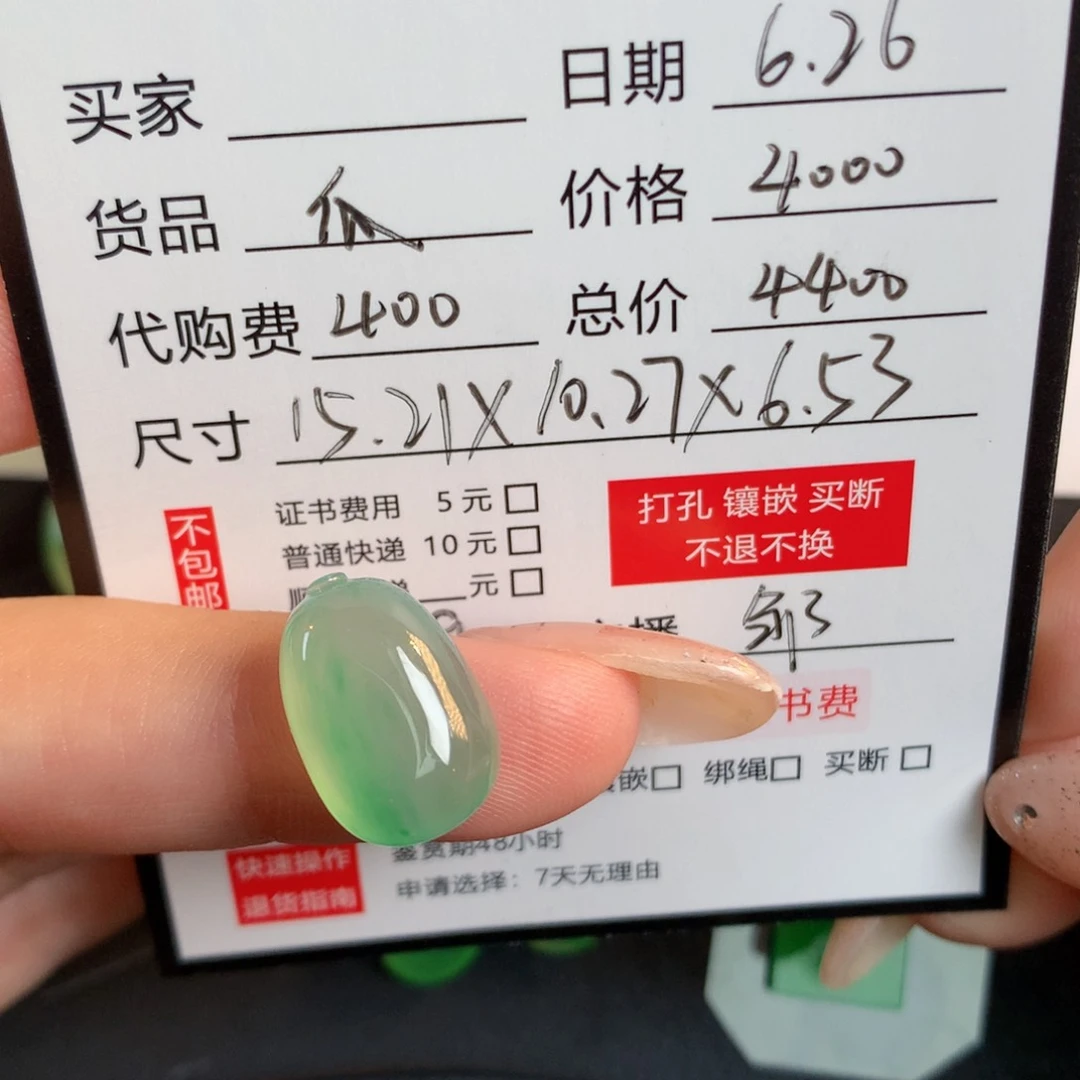 买家 日期 6.26
货品 价格 4000
代购费 400 总价 4400
尺寸 15.21X10.27X6.53
不包邮
证书费用 5元
普通快递 10元
元
打孔 镶嵌 买断
不退不换
播
书费
嵌 绑绳 买断
快速操作
退货指南
鉴赏期48小时
申请选择：7天无理由